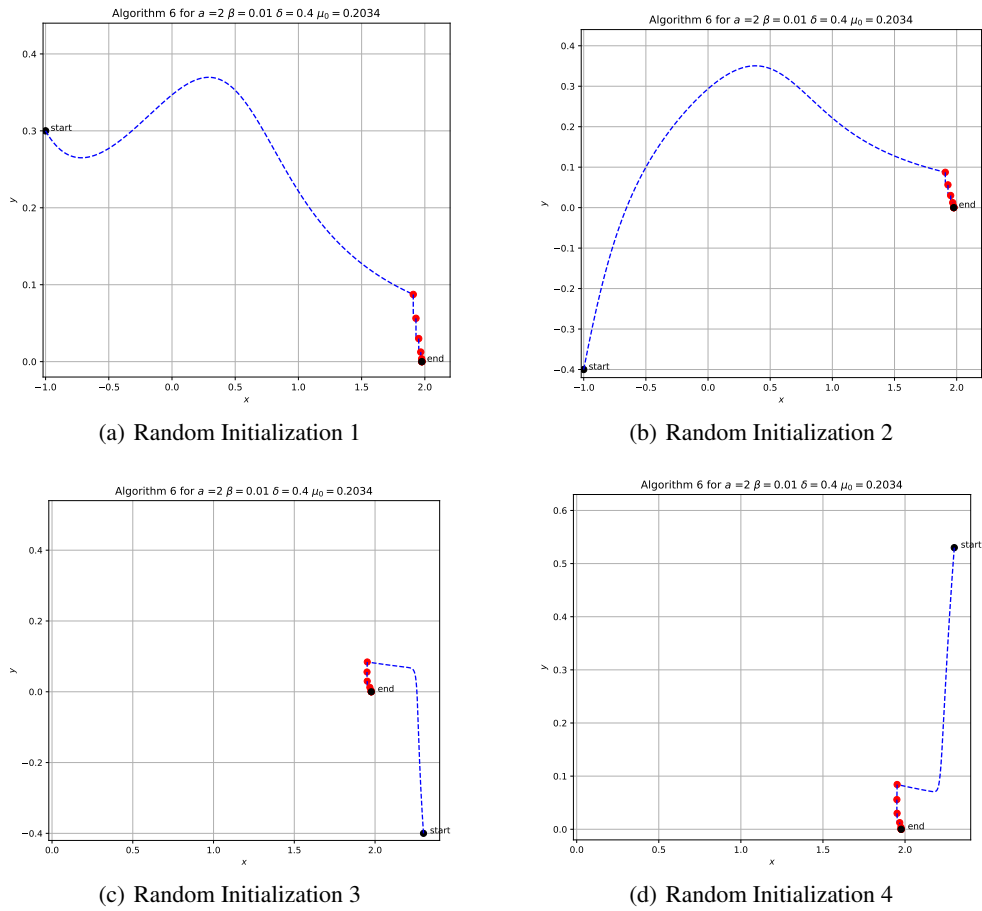 Algorithm 6 for a =2 β = 0.01 δ = 0.4 μ₀ = 0.2034
0.4
0.3
0.2
0.1
0.0
y
start
end
−1.0 −0.5 0.0 0.5 1.0 1.5 2.0
x
(a) Random Initialization 1
Algorithm 6 for a =2 β = 0.01 δ = 0.4 μ₀ = 0.2034
0.4
0.3
0.2
0.1
0.0
−0.1
−0.2
−0.3
−0.4
y
end
start
−1.0 −0.5 0.0 0.5 1.0 1.5 2.0
x
(b) Random Initialization 2
Algorithm 6 for a =2 β = 0.01 δ = 0.4 μ₀ = 0.2034
0.4
0.2
0.0
−0.2
−0.4
y
end
start
0.0 0.5 1.0 1.5 2.0
x
(c) Random Initialization 3
Algorithm 6 for a =2 β = 0.01 δ = 0.4 μ₀ = 0.2034
0.6
0.5
0.4
0.3
0.2
0.1
0.0
y
start
end
0.0 0.5 1.0 1.5 2.0
x
(d) Random Initialization 4